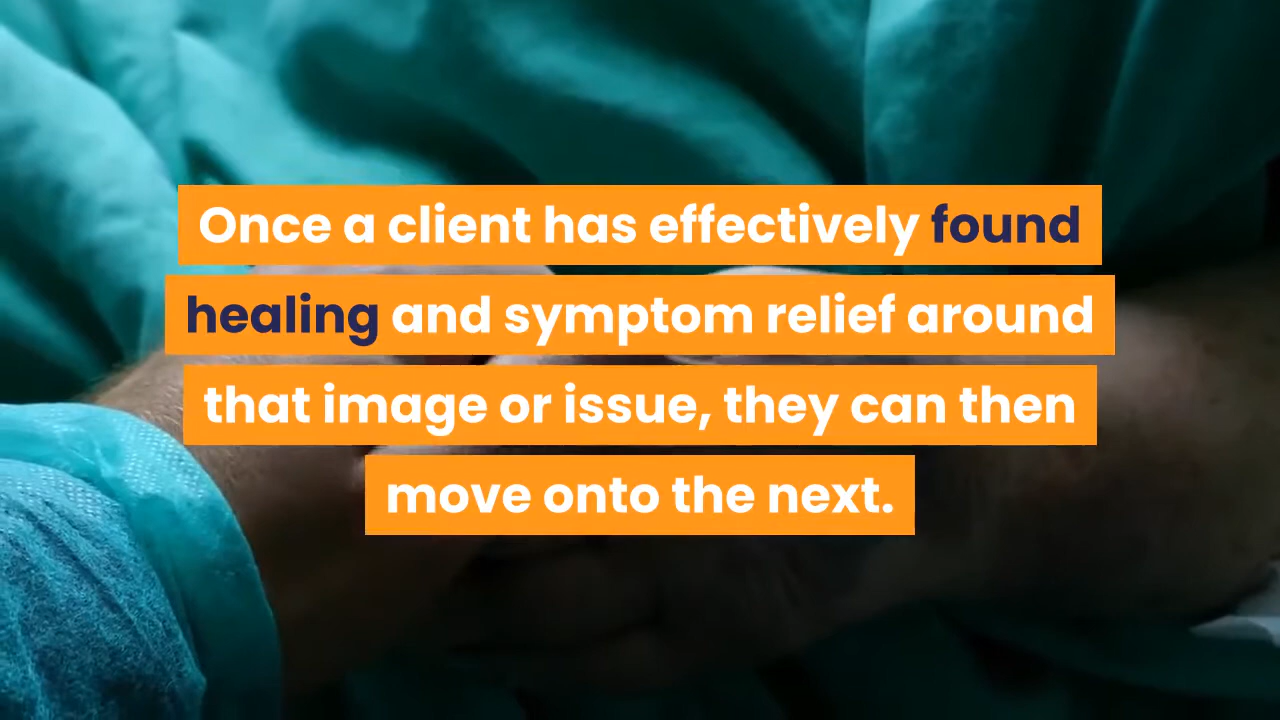 Once a client has effectively found
healing and symptom relief around
that image or issue, they can then
move onto the next.